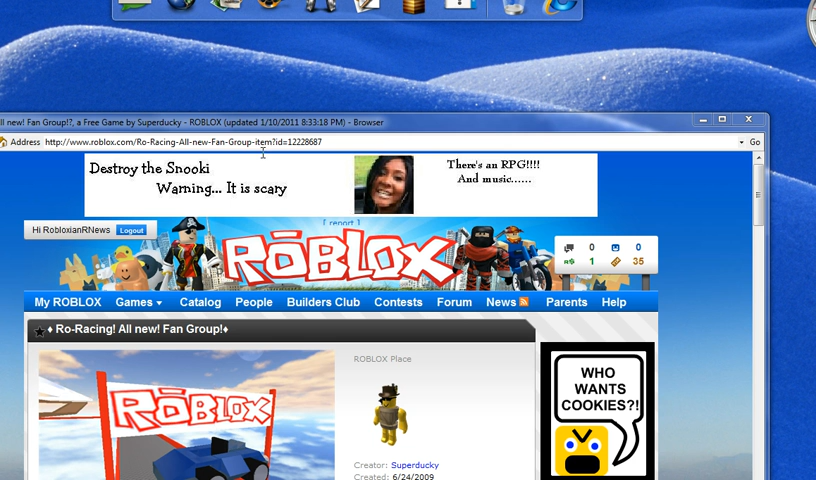 ll new! Fan Group!?, a Free Game by Superducky - ROBLOX (updated 1/10/2011 8:33:18 PM) - Browser
Address http://www.roblox.com/Ro-Racing-All-new-Fan-Group-item?id=12228687 Go
Destroy the Snooki
Warning... It is scary
There's an RPG!!!!
And music......
[ report ]
Hi RobloxianRNews Logout
ROBLOX
0 0
R$ 1 35
My ROBLOX Games Catalog People Builders Club Contests Forum News Parents Help
♦ Ro-Racing! All new! Fan Group!♦
ROBLOX Place
ROBLOX
WHO
WANTS
COOKIES?!
Creator: Superducky
Created: 6/24/2009